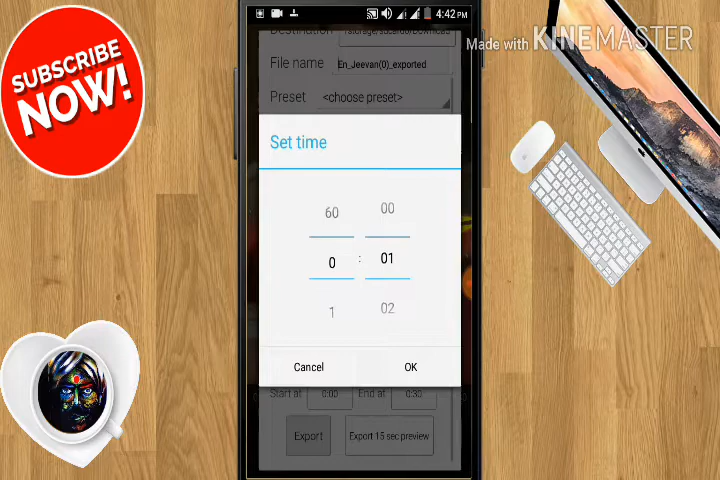 SUBSCRIBE
NOW!
4:42 PM
Made with KINEMASTER
Destination
File name
En_Jeevan(0)_exported
Preset
<choose preset>
Set time
60
00
0 : 01
1
02
Cancel
OK
Start at
0:00
End at
0:30
Export
Export 15 sec preview